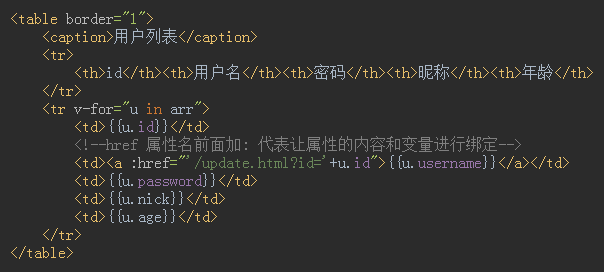 <table border="1">
    <caption>用户列表</caption>
    <tr>
        <th>id</th><th>用户名</th><th>密码</th><th>昵称</th><th>年龄</th>
    </tr>
    <tr v-for="u in arr">
        <td>{{u.id}}</td>
        <!--href 属性名前面加: 代表让属性的内容和变量进行绑定-->
        <td><a :href="'/update.html?id='+u.id">{{u.username}}</a></td>
        <td>{{u.password}}</td>
        <td>{{u.nick}}</td>
        <td>{{u.age}}</td>
    </tr>
</table>